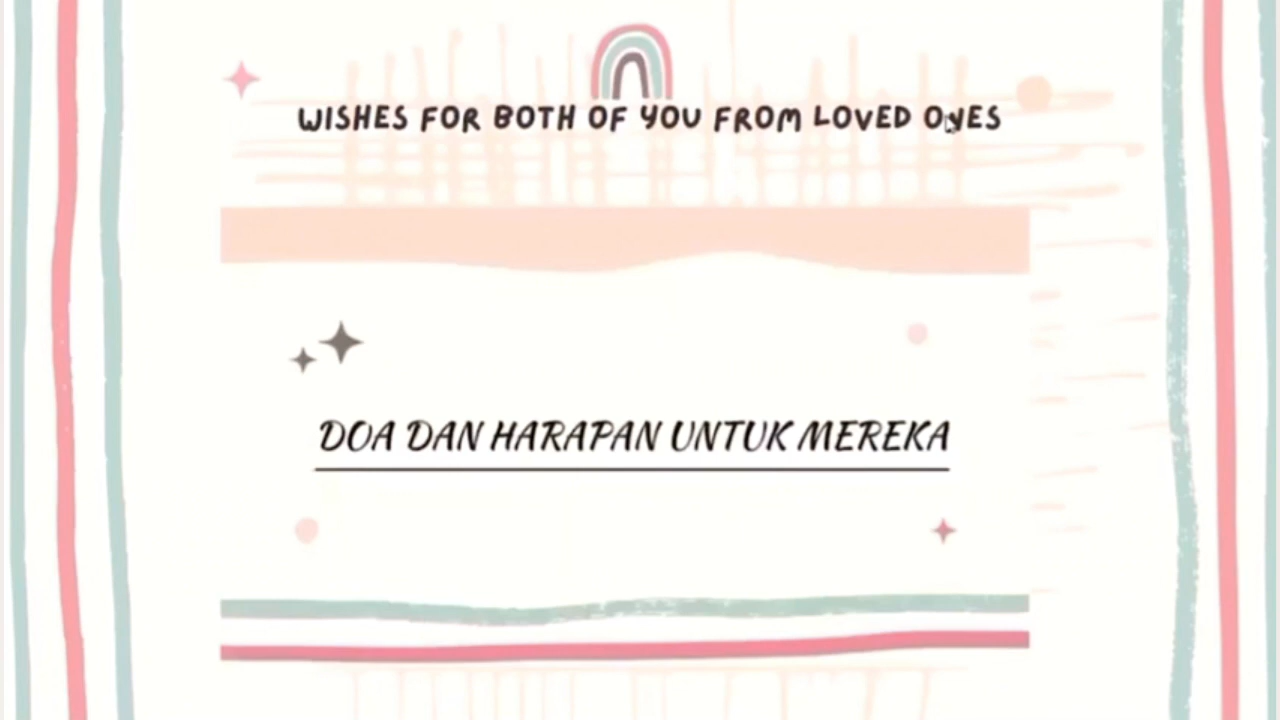 WISHES FOR BOTH OF YOU FROM LOVED ONES
DOA DAN HARAPAN UNTUK MEREKA